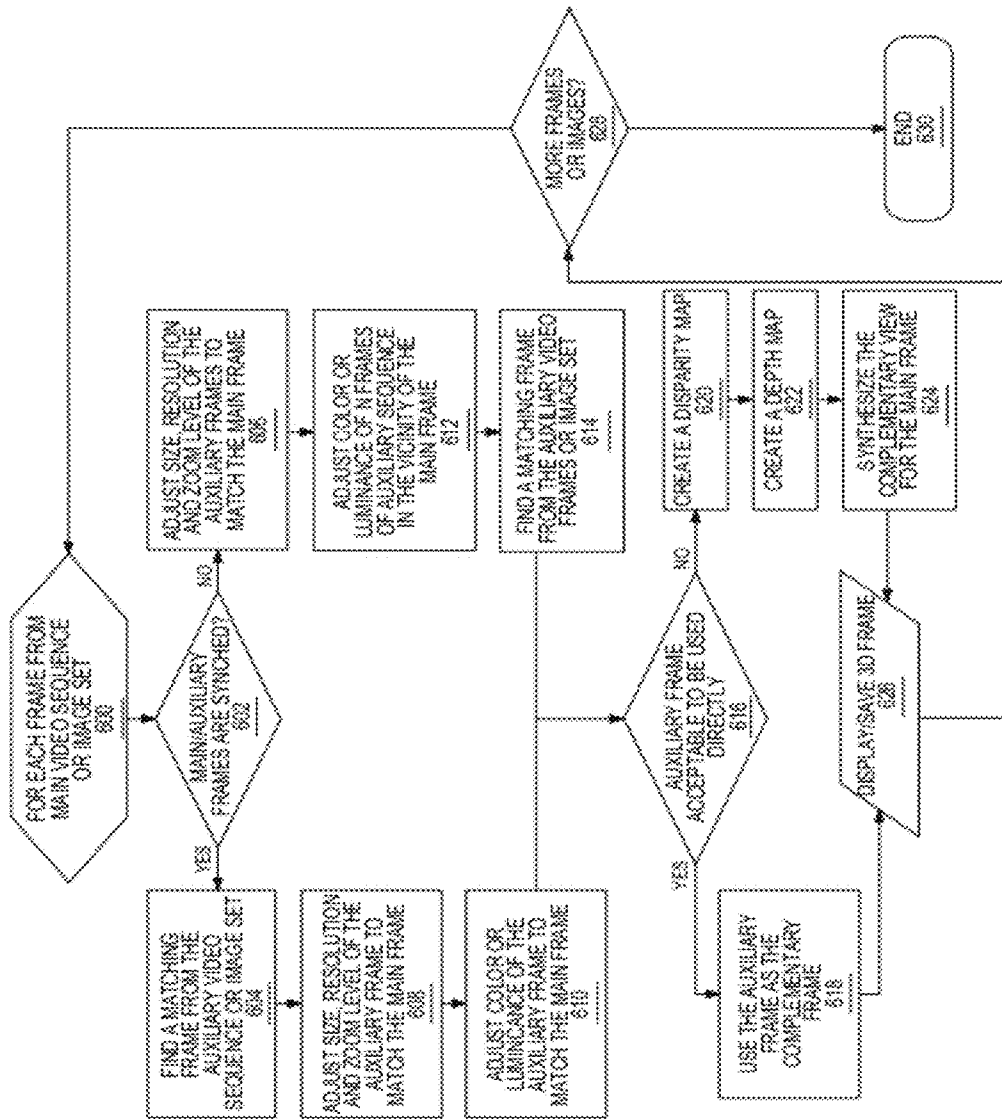 FOR EACH FRAME FROM
MAIN VIDEO SEQUENCE
OR IMAGE SET
600
MAIN/AUXILIARY
FRAMES ARE SYNCHED?
602
YES
NO
FIND A MATCHING
FRAME FROM THE
AUXILIARY VIDEO
SEQUENCE OR IMAGE SET
604
ADJUST SIZE, RESOLUTION
AND ZOOM LEVEL OF THE
AUXILIARY FRAME TO
MATCH THE MAIN FRAME
608
ADJUST COLOR OR
LUMINCANCE OF THE
AUXILIARY FRAME TO
MATCH THE MAIN FRAME
610
ADJUST SIZE, RESOLUTION
AND ZOOM LEVEL OF THE
AUXILIARY FRAMES TO
MATCH THE MAIN FRAME
606
ADJUST COLOR OR
LUMINANCE OF N FRAMES
OF AUXILIARY SEQUENCE
IN THE VICINITY OF THE
MAIN FRAME
612
FIND A MATCHING FRAME
FROM THE AUXILIARY VIDEO
FRAMES OR IMAGE SET
614
AUXILIARY FRAME
ACCEPTABLE TO BE USED
DIRECTLY
616
YES
NO
USE THE AUXILIARY
FRAME AS THE
COMPLEMENTARY
FRAME
618
CREATE A DISPARITY MAP
620
CREATE A DEPTH MAP
622
SYNTHESIZE THE
COMPLEMENTARY VIEW
FOR THE MAIN FRAME
624
DISPLAY/SAVE 3D FRAME
626
MORE FRAMES
OR IMAGES?
628
END
630